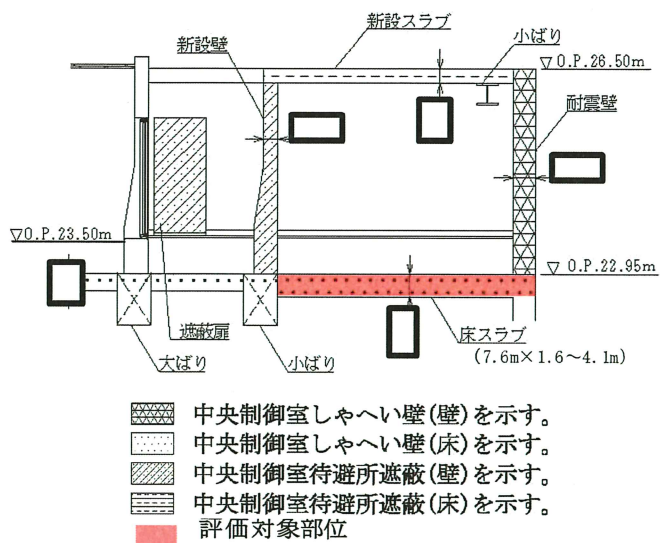 新設スラブ
小ばり
新設壁
▽O.P.26.50m
耐震壁
▽O.P.23.50m
▽O.P.22.95m
遮蔽扉
床スラブ
(7.6m×1.6～4.1m)
大ばり
小ばり
中央制御室しゃへい壁(壁)を示す。
中央制御室しゃへい壁(床)を示す。
中央制御室待避所遮蔽(壁)を示す。
中央制御室待避所遮蔽(床)を示す。
評価対象部位